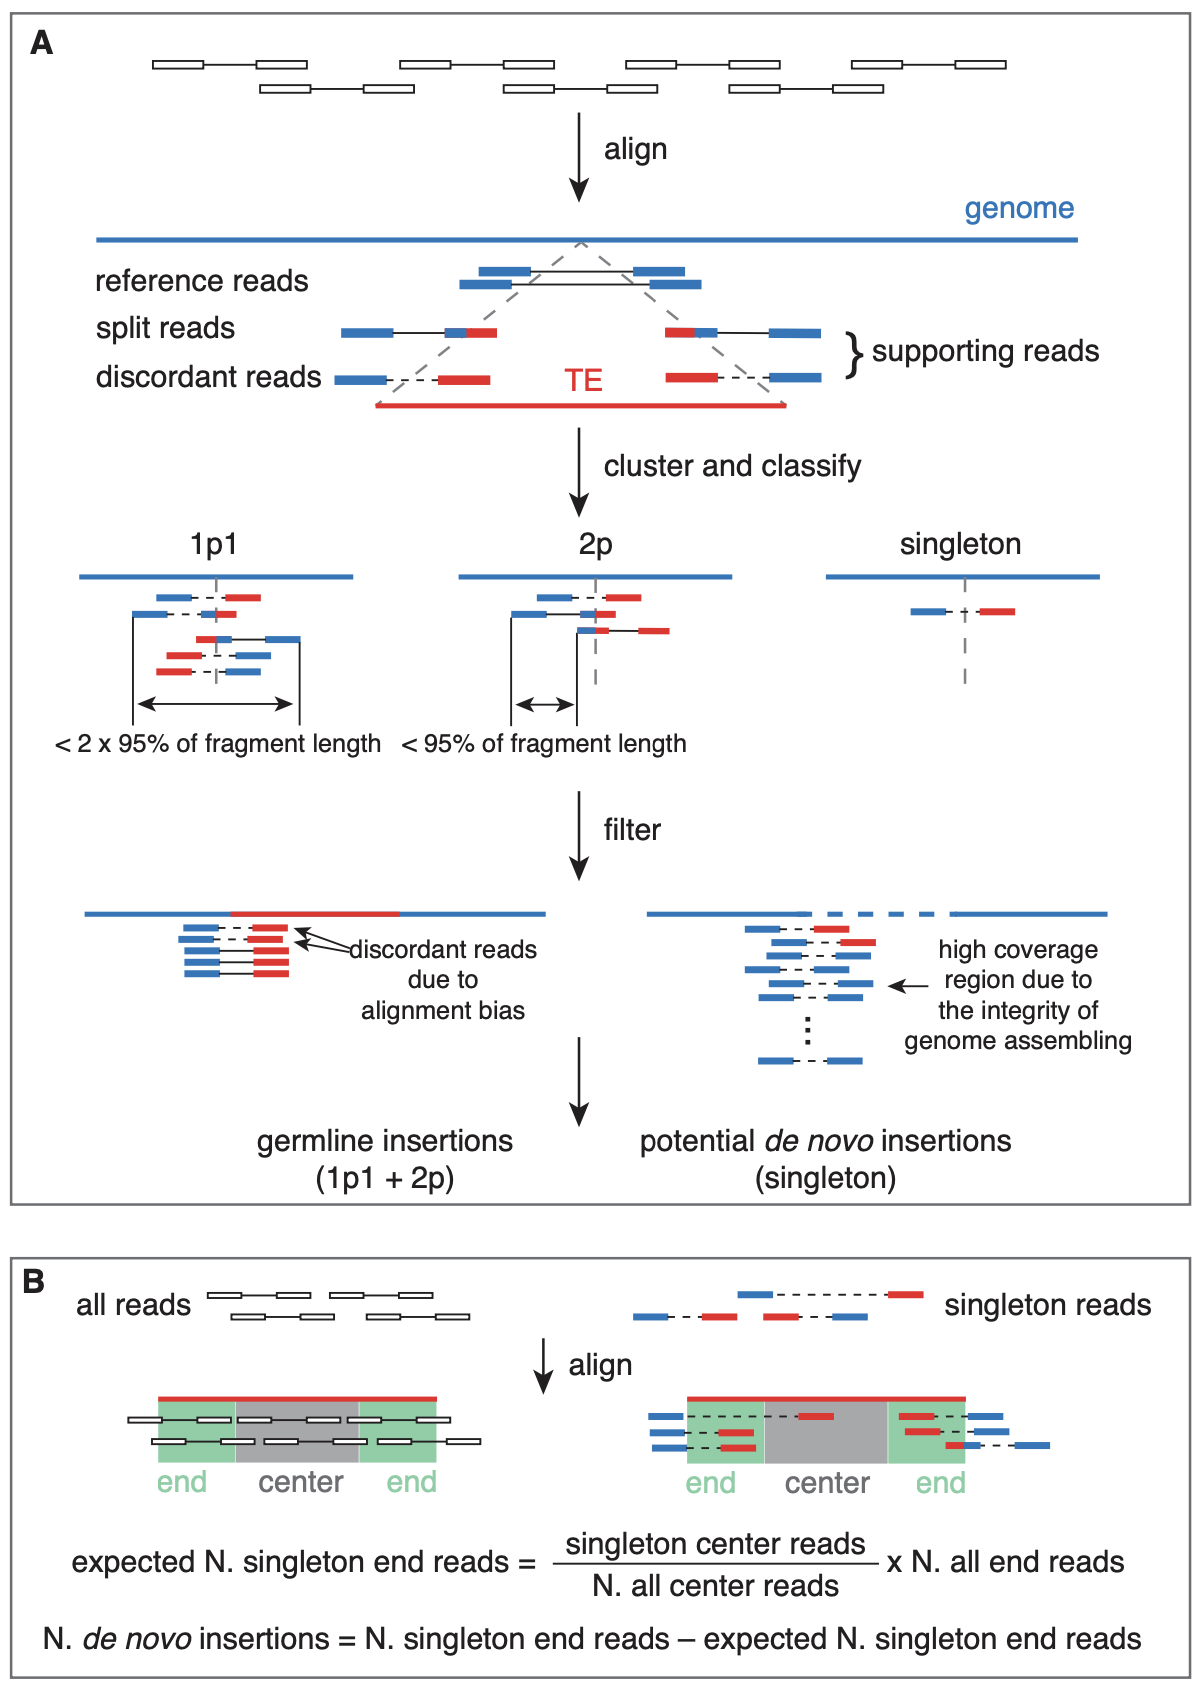 A
align
genome
reference reads
split reads
discordant reads
TE
} supporting reads
cluster and classify
1p1
2p
singleton
< 2 x 95% of fragment length
< 95% of fragment length
filter
discordant reads
due to
alignment bias
high coverage
region due to
the integrity of
genome assembling
germline insertions
(1p1 + 2p)
potential de novo insertions
(singleton)
B
all reads
singleton reads
align
end center end
end center end
expected N. singleton end reads = singleton center reads / N. all center reads x N. all end reads
N. de novo insertions = N. singleton end reads – expected N. singleton end reads